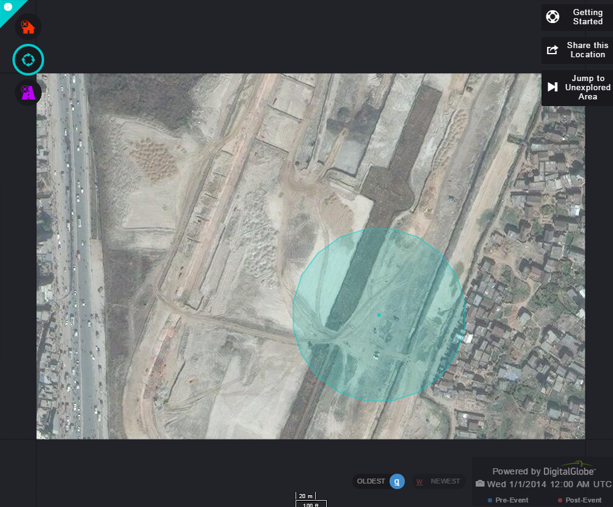 Getting
Started
Share this
Location
Jump to
Unexplored
Area
OLDEST
q
w
NEWEST
Powered by DigitalGlobe
Wed 1/1/2014 12:00 AM UTC
Pre-Event
Post-Event
20 m
100 ft